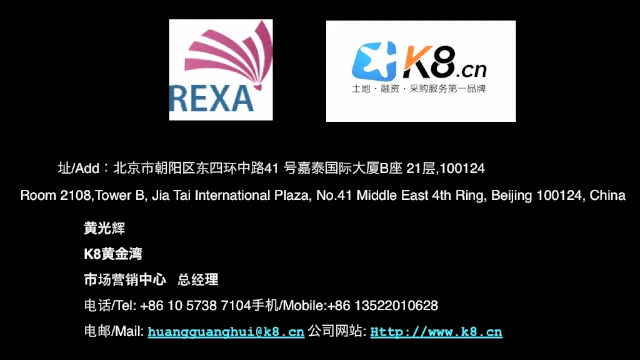 REXA
K8.cn
土地·融资·采购服务第一品牌
址/Add：北京市朝阳区东四环中路41 号嘉泰国际大厦B座 21层,100124
Room 2108,Tower B, Jia Tai International Plaza, No.41 Middle East 4th Ring, Beijing 100124, China
黄光辉
K8黄金湾
市场营销中心 总经理
电话/Tel: +86 10 5738 7104手机/Mobile:+86 13522010628
电邮/Mail: huangguanghui@k8.cn 公司网站: Http://www.k8.cn